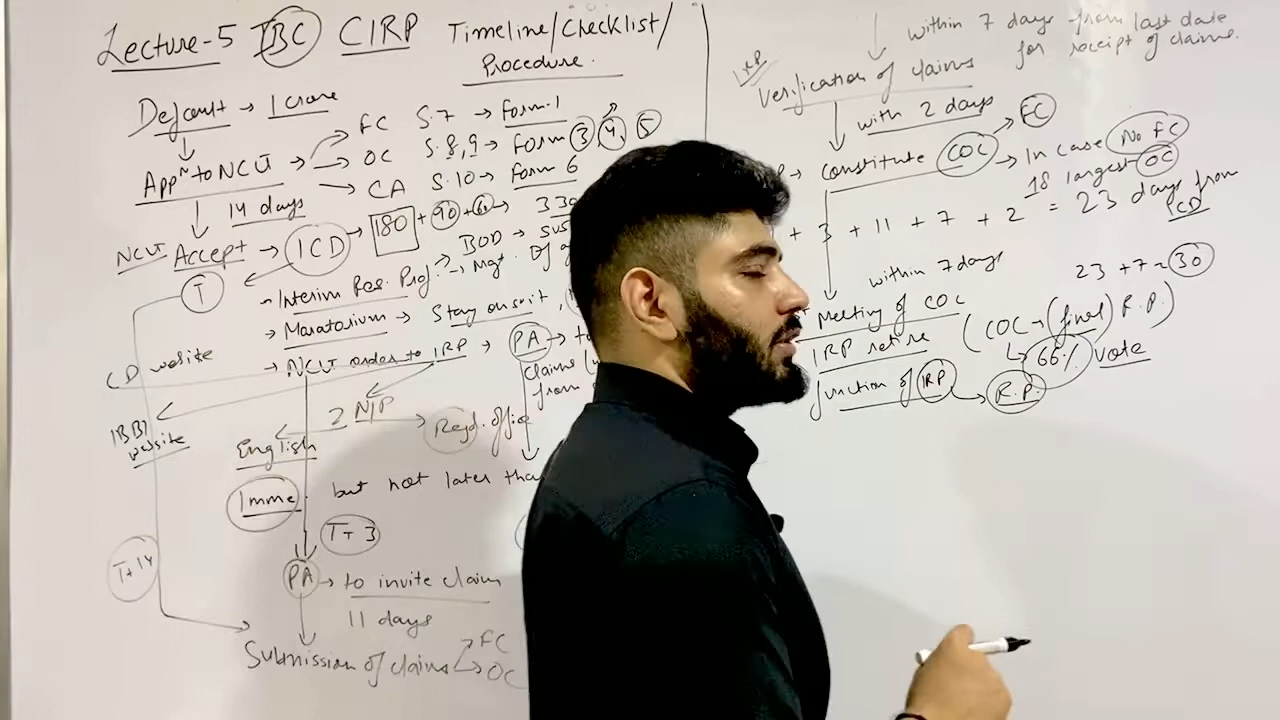 Lecture-5 IBC CIRP Timeline/Checklist/
Procedure.
Default → 1 crore
Appⁿ to NCLT → FC S.7 → form-1
→ OC S.8,9 → form 3 4, 5
→ CA S.10 → form 6
14 days
NCLT Accept → ICD → 180 + 90 + 60 → 330
T
- Interim Res. Prof. → BOD → sus
→ Mgt. Of
→ Maratorium → Stay on suit,
→ NCLT order to IRP → PA → to
claims
from
CD website
IBBI
website
2 N/P
English
Regd. office
Imme. but not later than
T+3
T+14
PA → to invite claim
11 days
Submission of claims → FC
→ OC
within 7 days from last date
for receipt of claims.
IRP
Verification of claims
with 2 days
→ constitute COC → FC
→ In case No FC
18 largest OC
+ 3 + 11 + 7 + 2 = 23 days from
ICD
within 7 days
23 + 7 = 30
Meeting of COC
(COC → (final) R.P.)
66% vote
IRP retire
function of IRP → R.P.